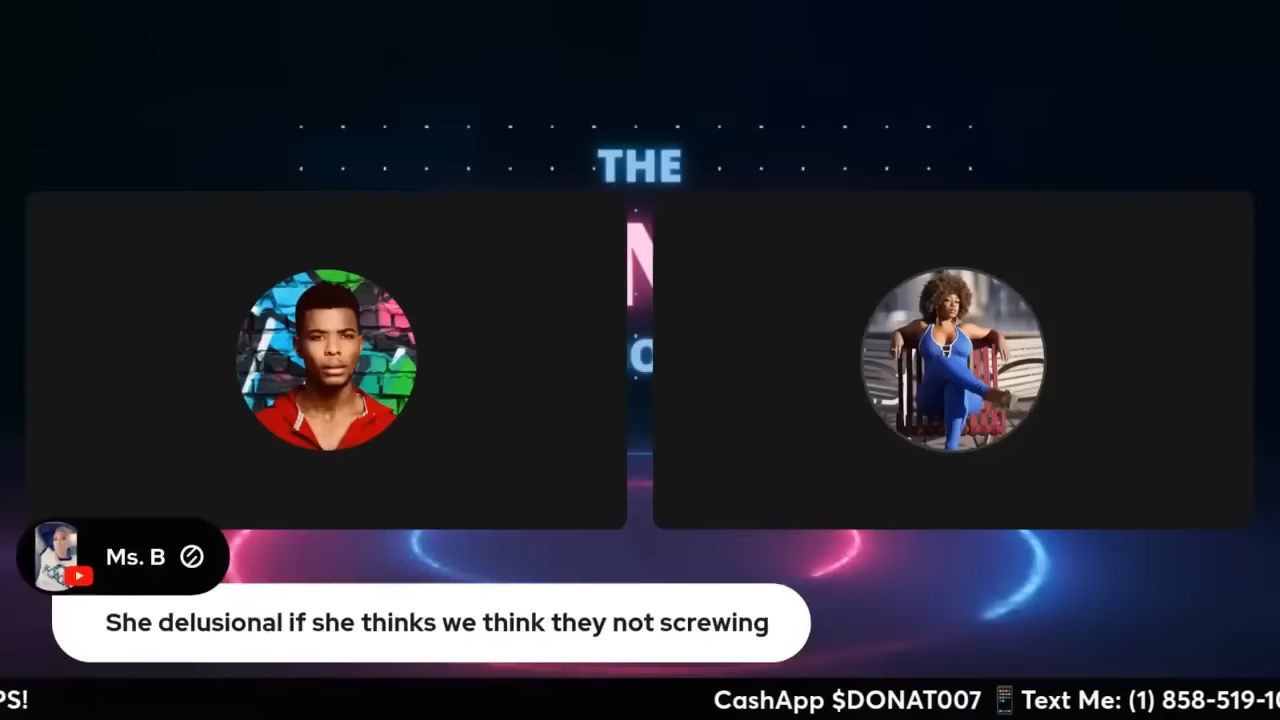 THE
Ms. B
She delusional if she thinks we think they not screwing
PS! CashApp $DONAT007 📱 Text Me: (1) 858-519-10